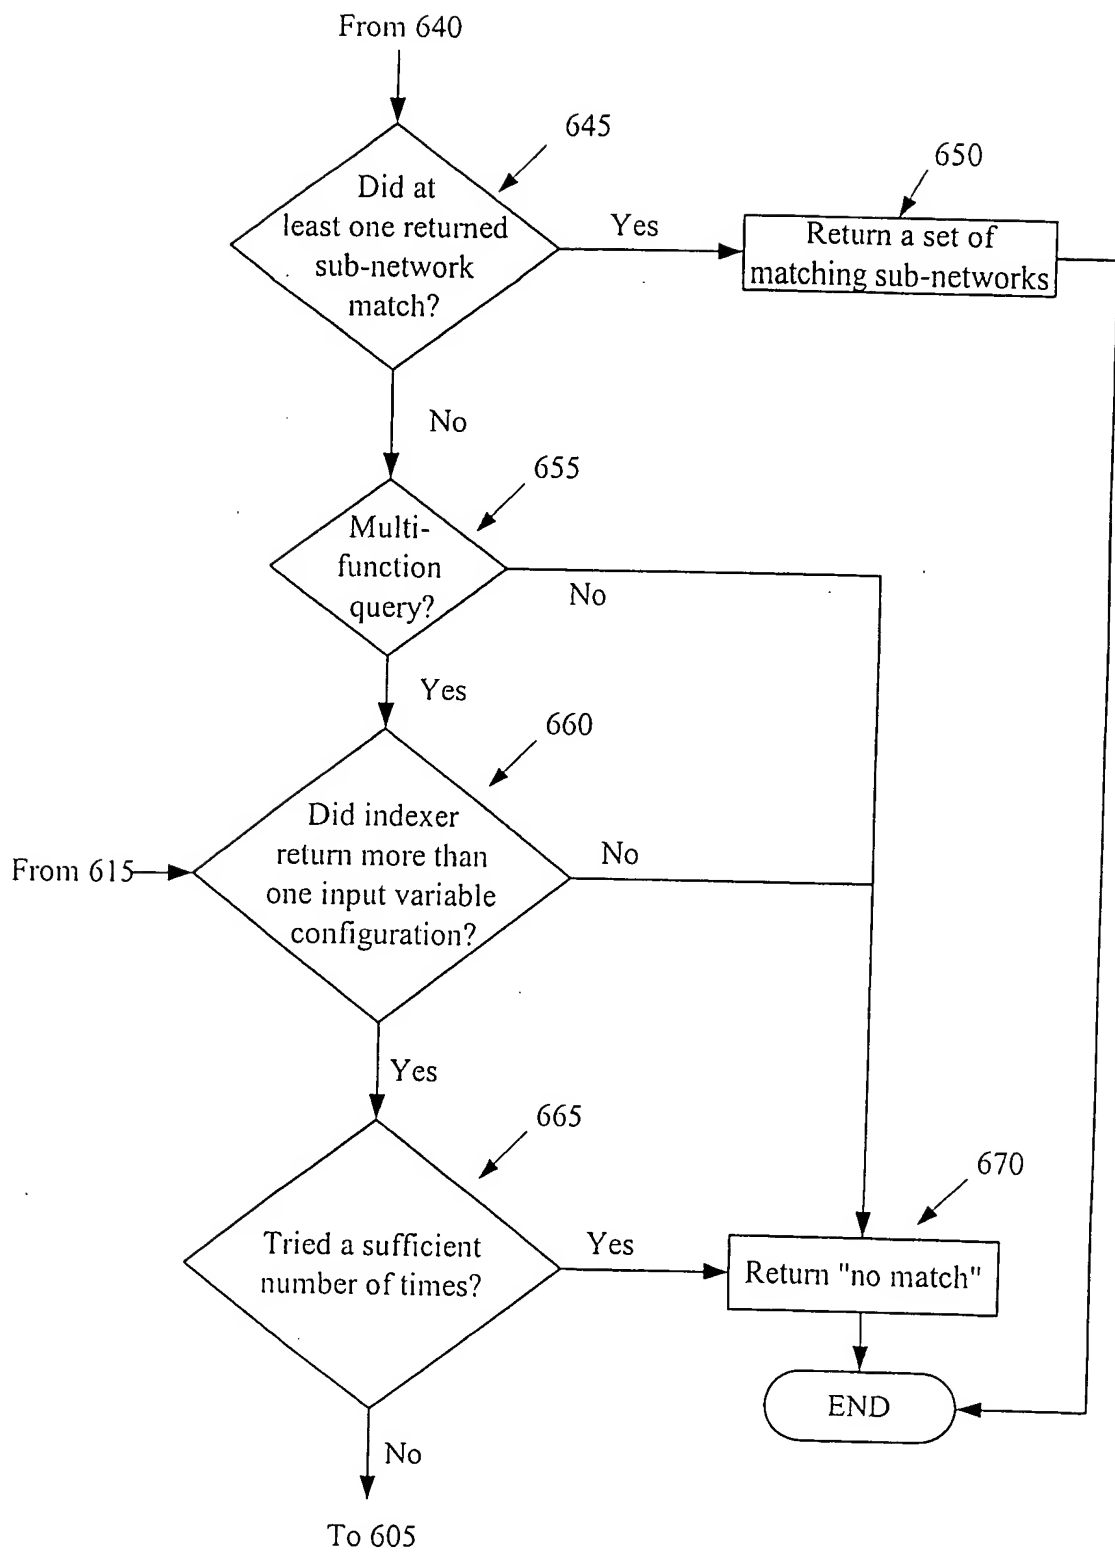 From 640
645
Did at
least one returned
sub-network
match?
Yes
650
Return a set of
matching sub-networks
No
655
Multi-
function
query?
No
Yes
660
Did indexer
return more than
one input variable
configuration?
From 615
No
Yes
665
Tried a sufficient
number of times?
Yes
670
Return "no match"
END
No
To 605